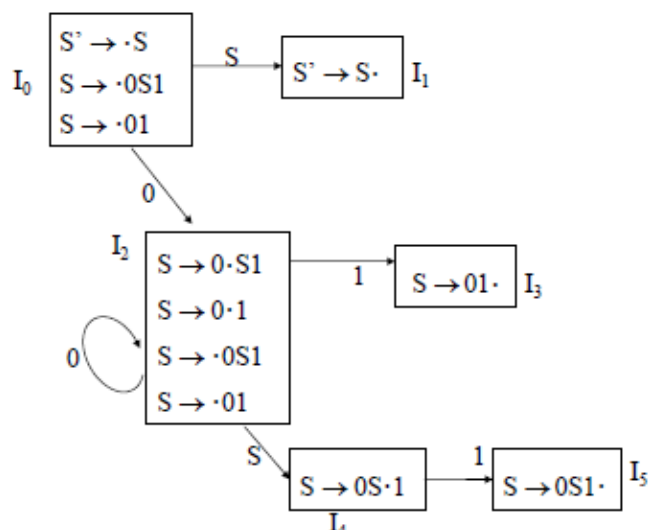 S' → ·S
S → ·0S1
S → ·01
I₀
S
S' → S·
I₁
0
I₂
S → 0·S1
S → 0·1
S → ·0S1
S → ·01
0
1
S → 01·
I₃
S
S → 0S·1
1
S → 0S1·
I₅